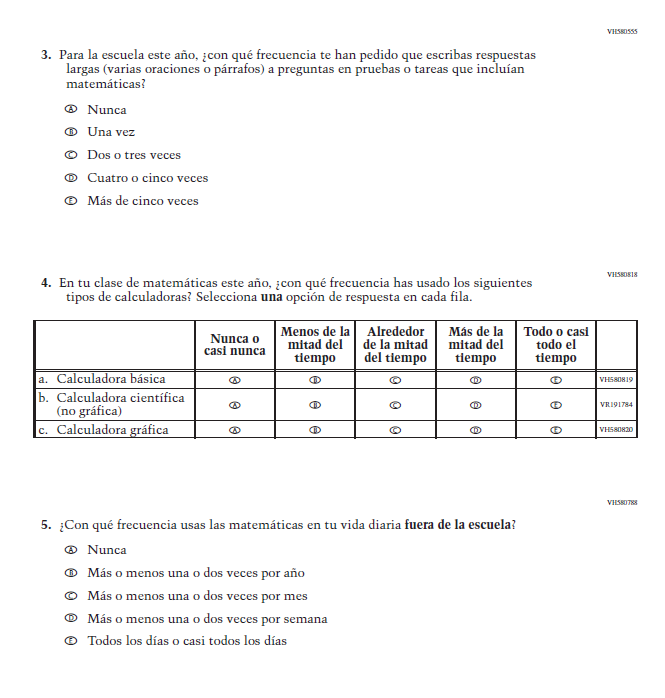 VH580555
3. Para la escuela este año, ¿con qué frecuencia te han pedido que escribas respuestas
largas (varias oraciones o párrafos) a preguntas en pruebas o tareas que incluían
matemáticas?
A Nunca
B Una vez
C Dos o tres veces
D Cuatro o cinco veces
E Más de cinco veces
VH580818
4. En tu clase de matemáticas este año, ¿con qué frecuencia has usado los siguientes
tipos de calculadoras? Selecciona una opción de respuesta en cada fila.
Nunca o
casi nunca
Menos de la
mitad del
tiempo
Alrededor
de la mitad
del tiempo
Más de la
mitad del
tiempo
Todo o casi
todo el
tiempo
a. Calculadora básica A B C D E VH580819
b. Calculadora científica
(no gráfica) A B C D E VR191784
c. Calculadora gráfica A B C D E VH580820
VH580788
5. ¿Con qué frecuencia usas las matemáticas en tu vida diaria fuera de la escuela?
A Nunca
B Más o menos una o dos veces por año
C Más o menos una o dos veces por mes
D Más o menos una o dos veces por semana
E Todos los días o casi todos los días